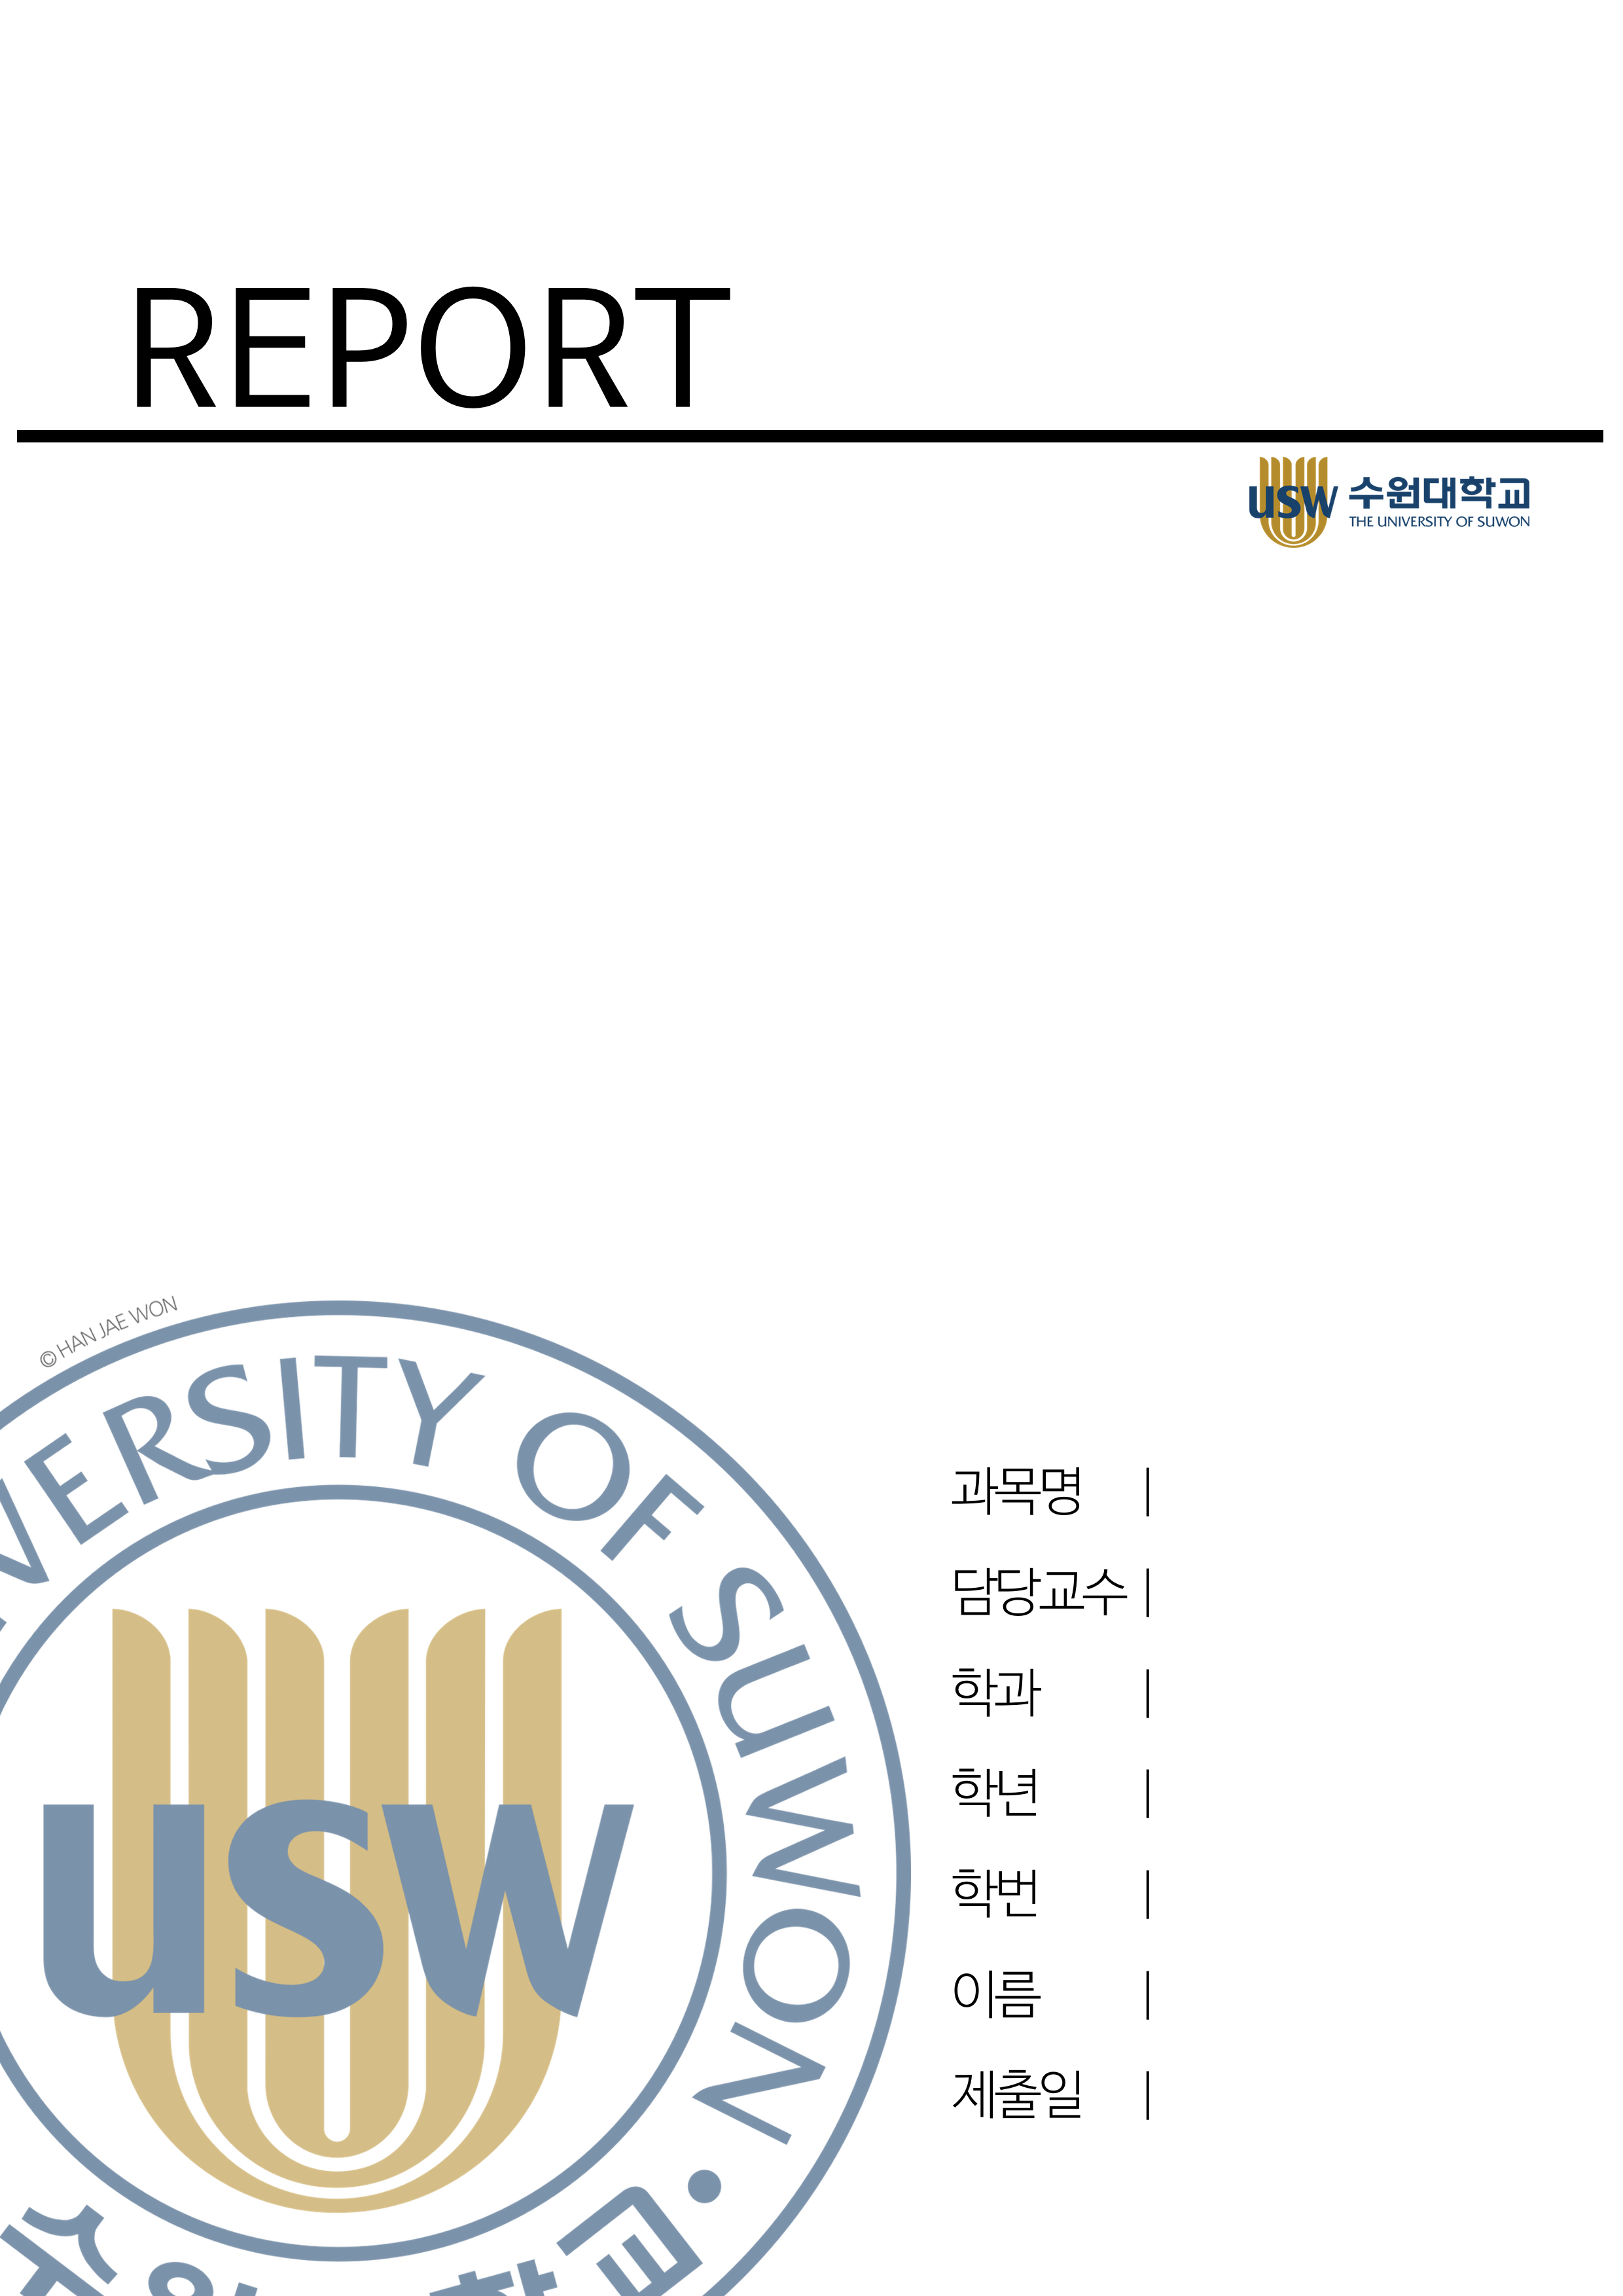 REPORT
usw 수원대학교
THE UNIVERSITY OF SUWON
© HAN JAE WON
VERSITY OF SUWON
usw
과목명 |
담당교수 |
학과 |
학년 |
학번 |
이름 |
제출일 |